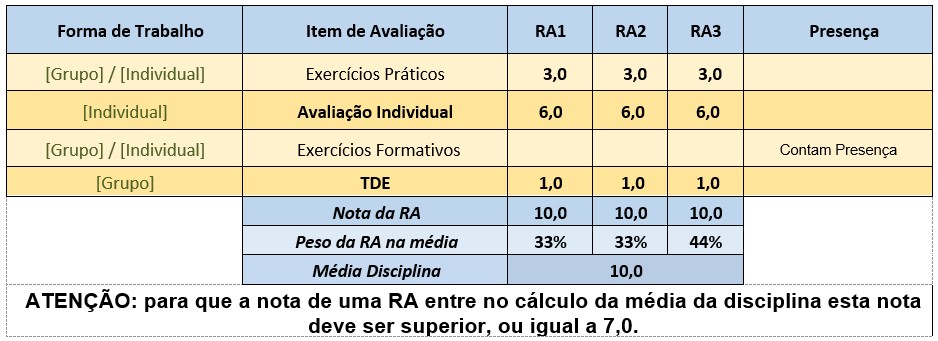 Forma de Trabalho Item de Avaliação RA1 RA2 RA3 Presença
[Grupo] / [Individual] Exercícios Práticos 3,0 3,0 3,0
[Individual] Avaliação Individual 6,0 6,0 6,0
[Grupo] / [Individual] Exercícios Formativos Contam Presença
[Grupo] TDE 1,0 1,0 1,0
Nota da RA 10,0 10,0 10,0
Peso da RA na média 33% 33% 44%
Média Disciplina 10,0
ATENÇÃO: para que a nota de uma RA entre no cálculo da média da disciplina esta nota
deve ser superior, ou igual a 7,0.